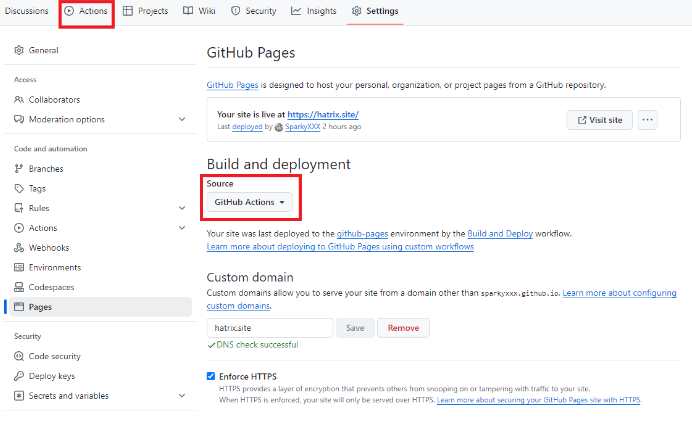 Discussions Actions Projects Wiki Security Insights Settings
General
Access
Collaborators
Moderation options
Code and automation
Branches
Tags
Rules
Actions
Webhooks
Environments
Codespaces
Pages
Security
Code security
Deploy keys
Secrets and variables
GitHub Pages
GitHub Pages is designed to host your personal, organization, or project pages from a GitHub repository.
Your site is live at https://hatrix.site/
Last deployed by SparkyXXX 2 hours ago
Visit site
Build and deployment
Source
GitHub Actions
Your site was last deployed to the github-pages environment by the Build and Deploy workflow.
Learn more about deploying to GitHub Pages using custom workflows
Custom domain
Custom domains allow you to serve your site from a domain other than sparkyxxx.github.io. Learn more about configuring
custom domains.
hatrix.site Save Remove
DNS check successful
Enforce HTTPS
HTTPS provides a layer of encryption that prevents others from snooping on or tampering with traffic to your site.
When HTTPS is enforced, your site will only be served over HTTPS. Learn more about securing your GitHub Pages site with HTTPS.